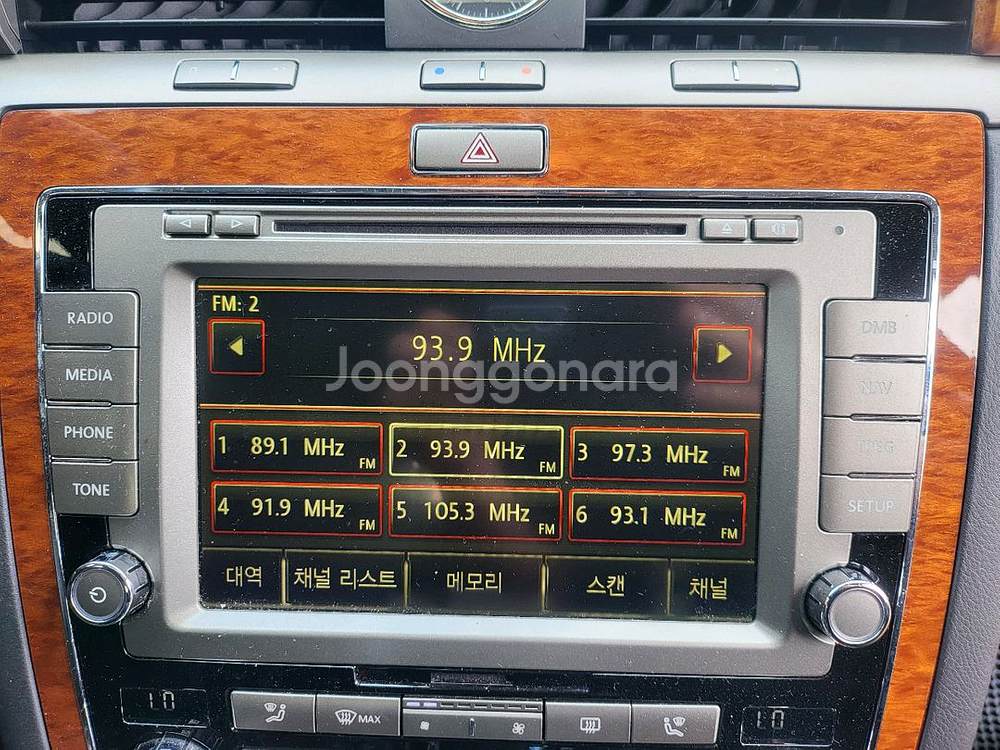 FM: 2
93.9 MHz
Joonggonara
RADIO
MEDIA
PHONE
TONE
DMB
NAV
TPEG
SETUP
1 89.1 MHz FM
2 93.9 MHz FM
3 97.3 MHz FM
4 91.9 MHz FM
5 105.3 MHz FM
6 93.1 MHz FM
대역 채널 리스트 메모리 스캔 채널
LO
MAX
LO